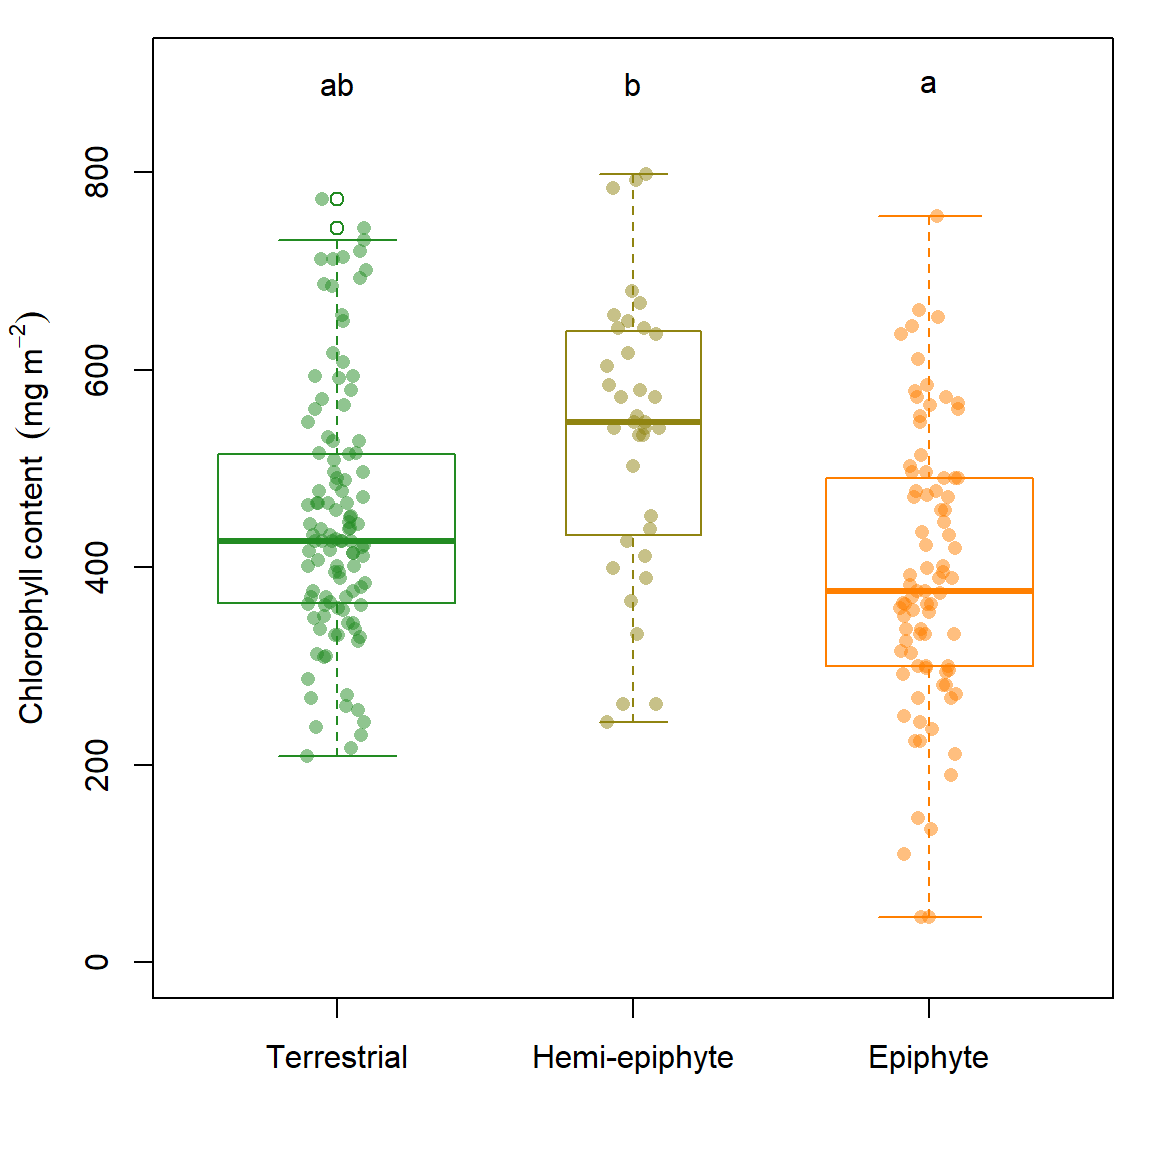 ab b a
800
600
400
200
0
Chlorophyll content (mg m⁻²)
Terrestrial Hemi-epiphyte Epiphyte